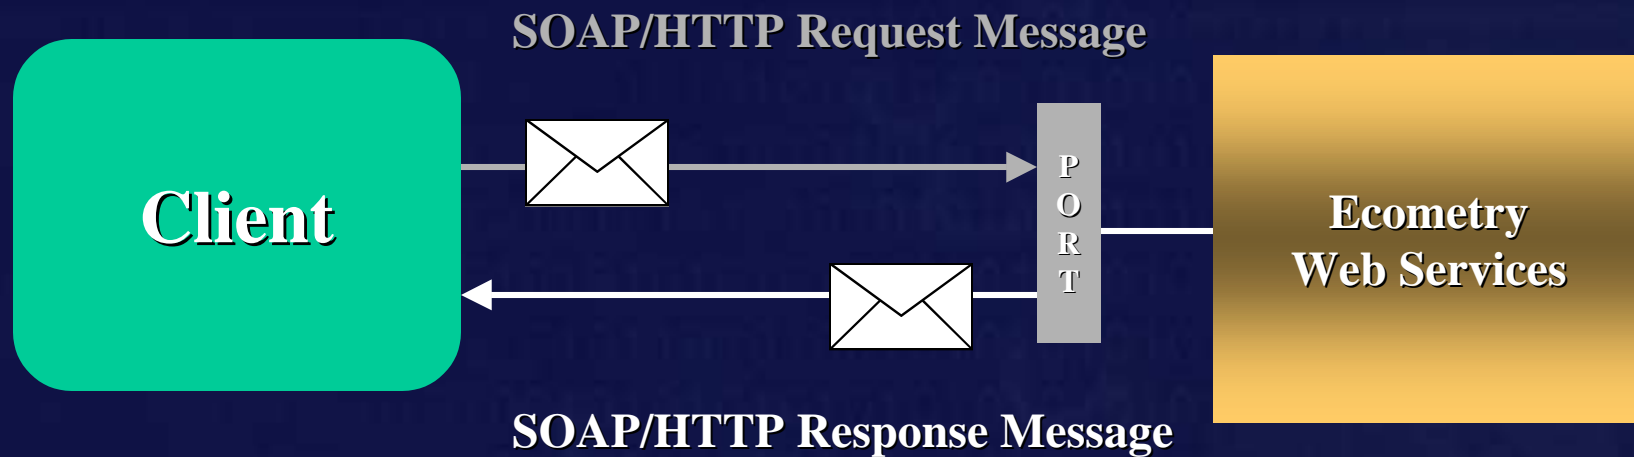 SOAP/HTTP Request Message
Client
P
O
R
T
Ecometry
Web Services
SOAP/HTTP Response Message